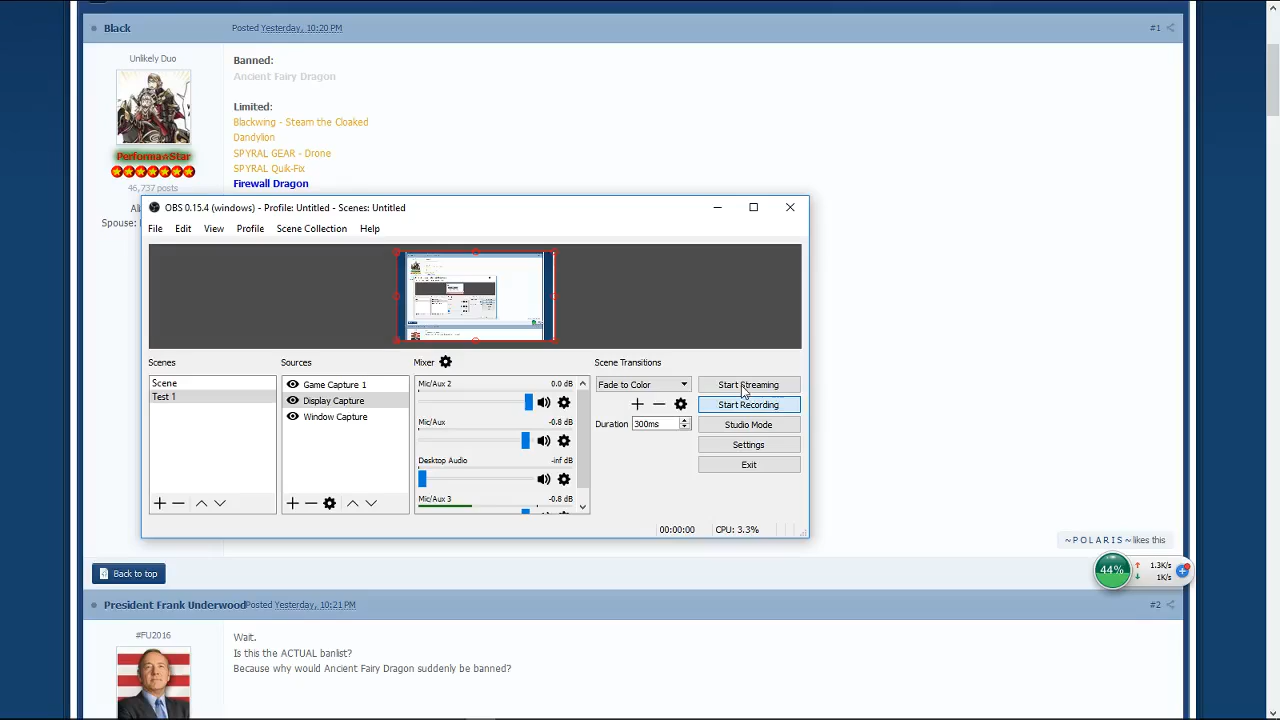 Black
Posted Yesterday, 10:20 PM
#1
Unlikely Duo
Banned:
Ancient Fairy Dragon
Limited:
Blackwing - Steam the Cloaked
Dandylion
SPYRAL GEAR - Drone
SPYRAL Quik-Fix
Firewall Dragon
Performa☆Star
46,737 posts
Spouse:
OBS 0.15.4 (windows) - Profile: Untitled - Scenes: Untitled
File Edit View Profile Scene Collection Help
Scenes
Scene
Test 1
Sources
Game Capture 1
Display Capture
Window Capture
Mixer
Mic/Aux 2 0.0 dB
Mic/Aux -0.8 dB
Desktop Audio -inf dB
Mic/Aux 3 -0.8 dB
Scene Transitions
Fade to Color
Duration 300ms
Start Streaming
Start Recording
Studio Mode
Settings
Exit
00:00:00 CPU: 3.3%
~POLARIS~ likes this
44%
1.3K/s
1K/s
Back to top
President Frank Underwood
Posted Yesterday, 10:21 PM
#2
#FU2016
Wait.
Is this the ACTUAL banlist?
Because why would Ancient Fairy Dragon suddenly be banned?